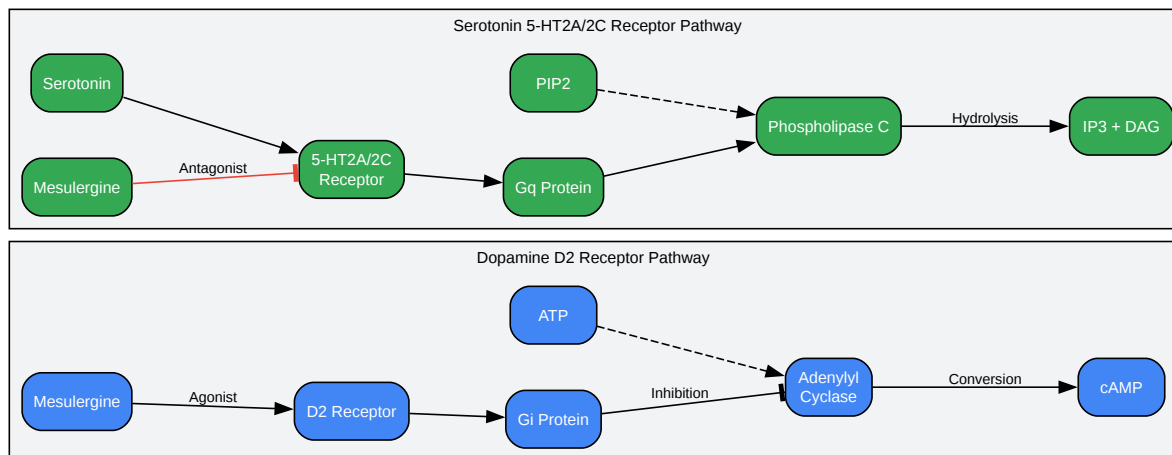 Serotonin 5-HT2A/2C Receptor Pathway
Serotonin
PIP2
Phospholipase C
Hydrolysis
IP3 + DAG
Mesulergine
Antagonist
5-HT2A/2C
Receptor
Gq Protein
Dopamine D2 Receptor Pathway
ATP
Mesulergine
Agonist
D2 Receptor
Gi Protein
Inhibition
Adenylyl
Cyclase
Conversion
cAMP